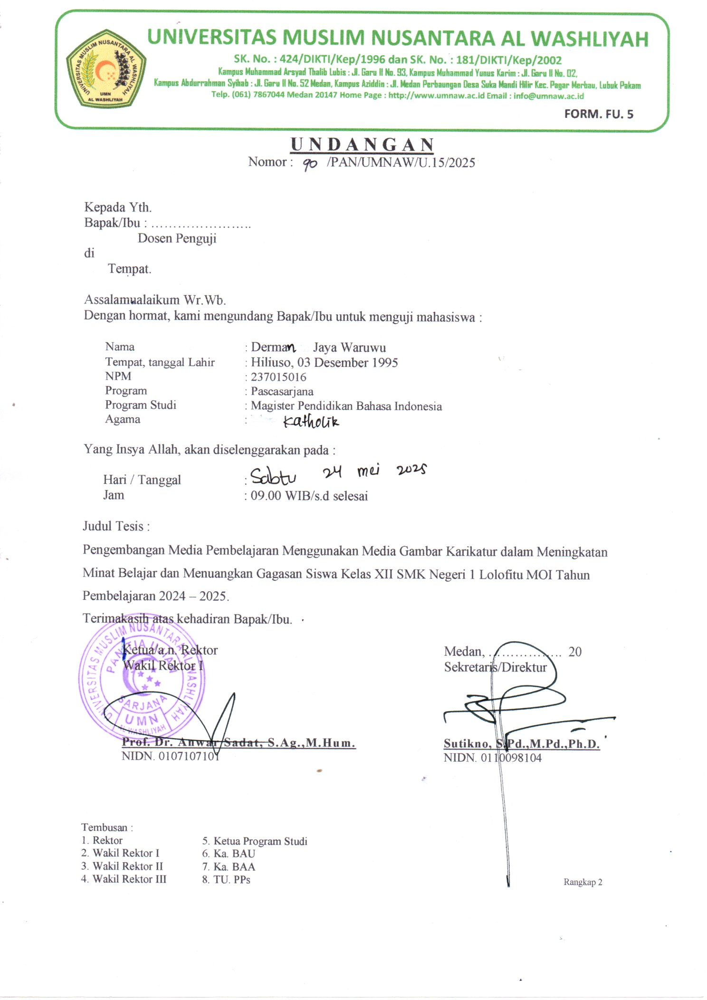 UNIVERSITAS MUSLIM NUSANTARA AL WASHLIYAH
SK. No. : 424/DIKTI/Kep/1996 dan SK. No. : 181/DIKTI/Kep/2002
Kampus Muhammad Arsyad Thalib Lubis : Jl. Garu II No. 93, Kampus Muhammad Yunus Karim : Jl. Garu II No. 02,
Kampus Abdurrahman Syihab : Jl. Garu II No. 52 Medan, Kampus Aziddin : Jl. Medan Perbaungan Desa Suka Mandi Hilir Kec. Pagar Merbau, Lubuk Pakam
Telp. (061) 7867044 Medan 20147 Home Page : http://www.umnaw.ac.id Email : info@umnaw.ac.id
FORM. FU. 5
UNIVERSITAS MUSLIM NUSANTARA AL WASHLIYAH
UMN
AL WASHLIYAH
UNDANGAN
Nomor : 90 /PAN/UMNAW/U.15/2025
Kepada Yth.
Bapak/Ibu : ........................
Dosen Penguji
di
Tempat.
Assalamualaikum Wr.Wb.
Dengan hormat, kami mengundang Bapak/Ibu untuk menguji mahasiswa :
Nama : Derman Jaya Waruwu
Tempat, tanggal Lahir : Hiliuso, 03 Desember 1995
NPM : 237015016
Program : Pascasarjana
Program Studi : Magister Pendidikan Bahasa Indonesia
Agama : Katholik
Yang Insya Allah, akan diselenggarakan pada :
Hari / Tanggal : Sabtu 24 mei 2025
Jam : 09.00 WIB/s.d selesai
Judul Tesis :
Pengembangan Media Pembelajaran Menggunakan Media Gambar Karikatur dalam Meningkatan
Minat Belajar dan Menuangkan Gagasan Siswa Kelas XII SMK Negeri 1 Lolofitu MOI Tahun
Pembelajaran 2024 – 2025.
Terimakasih atas kehadiran Bapak/Ibu.
Ketua/a.n. Rektor
Wakil Rektor I
UNIVERSITAS MUSLIM NUSANTARA AL WASHLIYAH
PANITIA UJIAN
SARJANA
UMN
AL WASHLIYAH
Prof. Dr. Anwar Sadat, S.Ag.,M.Hum.
NIDN. 0107107101
Medan, ................. 20
Sekretaris/Direktur
Sutikno, S.Pd.,M.Pd.,Ph.D.
NIDN. 0110098104
Tembusan :
1. Rektor
2. Wakil Rektor I
3. Wakil Rektor II
4. Wakil Rektor III
5. Ketua Program Studi
6. Ka. BAU
7. Ka. BAA
8. TU. PPs
Rangkap 2